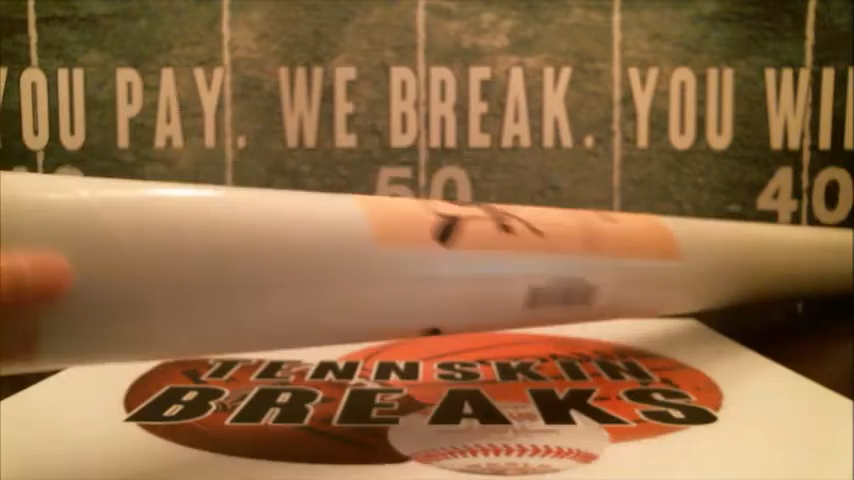 YOU PAY. WE BREAK. YOU WI
50 40
TENNSKIN
BREAKS